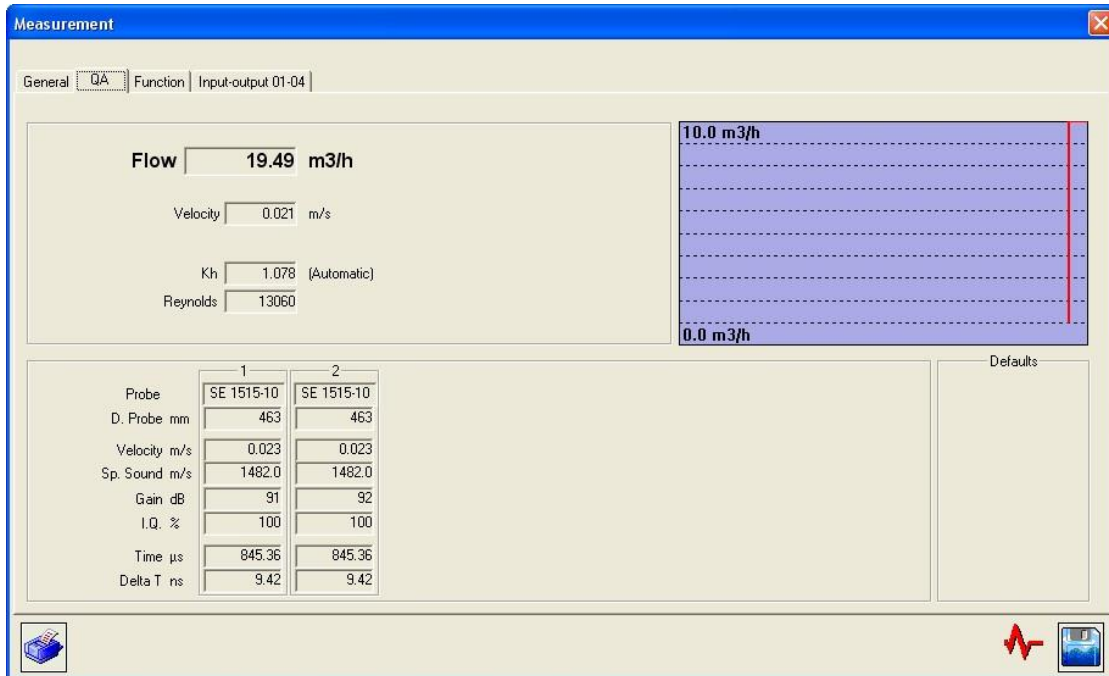 Measurement
General QA Function Input-output 01-04
Flow 19.49 m3/h
Velocity 0.021 m/s
Kh 1.078 (Automatic)
Reynolds 13060
10.0 m3/h
0.0 m3/h
1 2
Probe SE 1515-10 SE 1515-10
D. Probe mm 463 463
Velocity m/s 0.023 0.023
Sp. Sound m/s 1482.0 1482.0
Gain dB 91 92
I.Q. % 100 100
Time µs 845.36 845.36
Delta T ns 9.42 9.42
Defaults